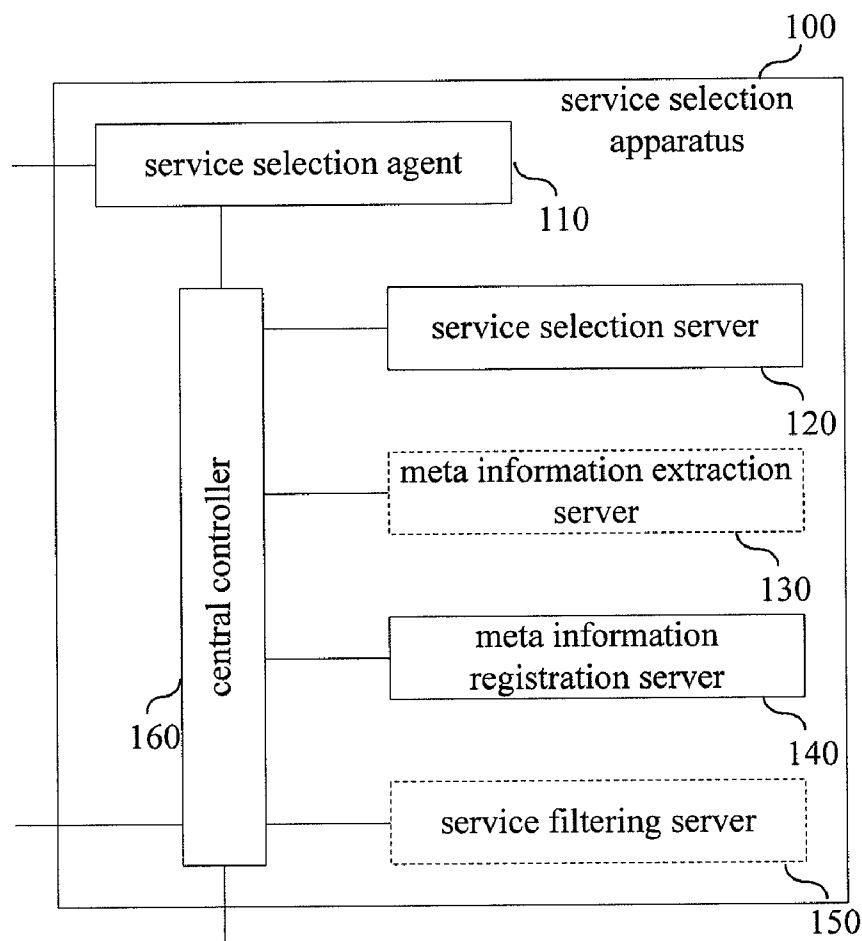 100
service selection
apparatus
service selection agent
110
service selection server
120
meta information extraction
server
130
central controller
meta information
registration server
160
140
service filtering server
150